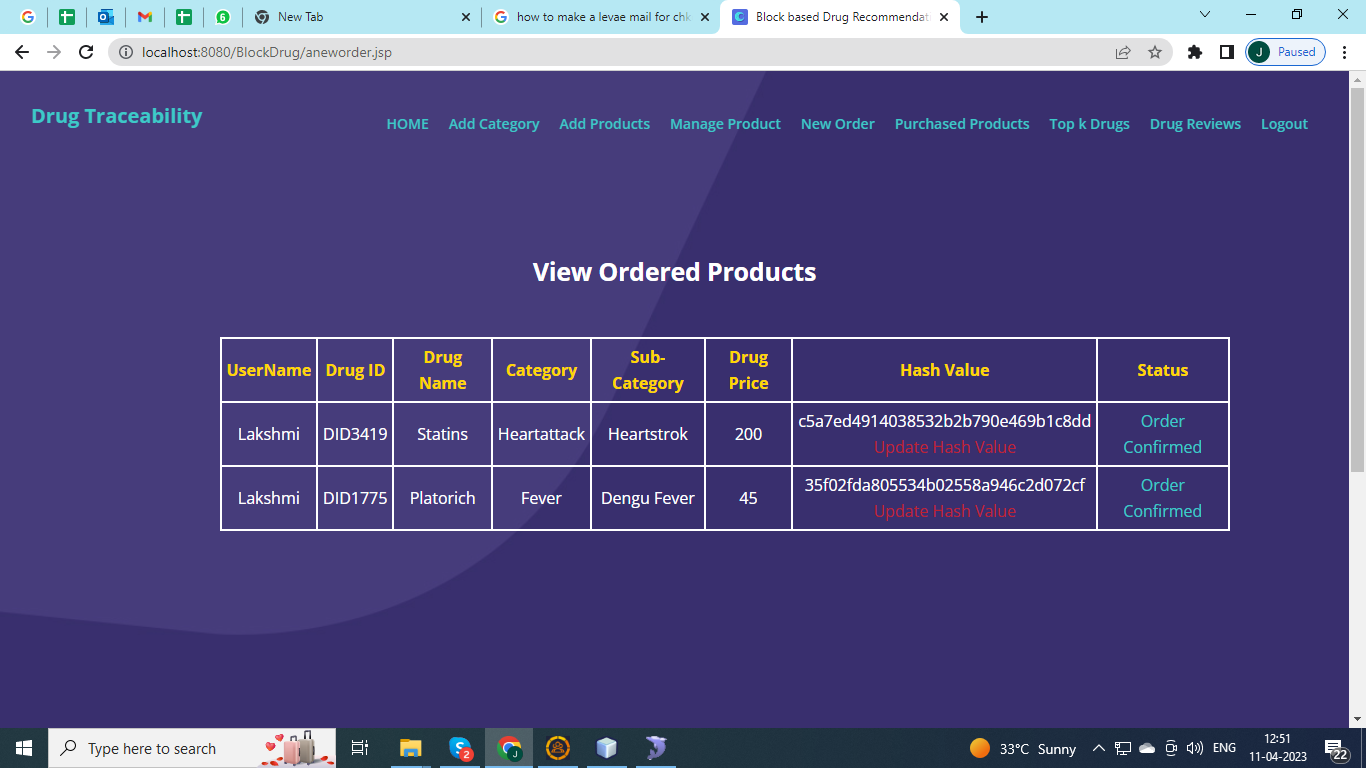 New Tab
how to make a levae mail for chk
Block based Drug Recommendat
localhost:8080/BlockDrug/aneworder.jsp
J
Paused
Drug Traceability
HOME
Add Category
Add Products
Manage Product
New Order
Purchased Products
Top k Drugs
Drug Reviews
Logout
View Ordered Products
UserName
Drug ID
Drug
Name
Category
Sub-
Category
Drug
Price
Hash Value
Status
Lakshmi
DID3419
Statins
Heartattack
Heartstrok
200
c5a7ed4914038532b2b790e469b1c8dd
Update Hash Value
Order
Confirmed
Lakshmi
DID1775
Platorich
Fever
Dengu Fever
45
35f02fda805534b02558a946c2d072cf
Update Hash Value
Order
Confirmed
Type here to search
2
J
33°C Sunny
ENG
12:51
11-04-2023
22